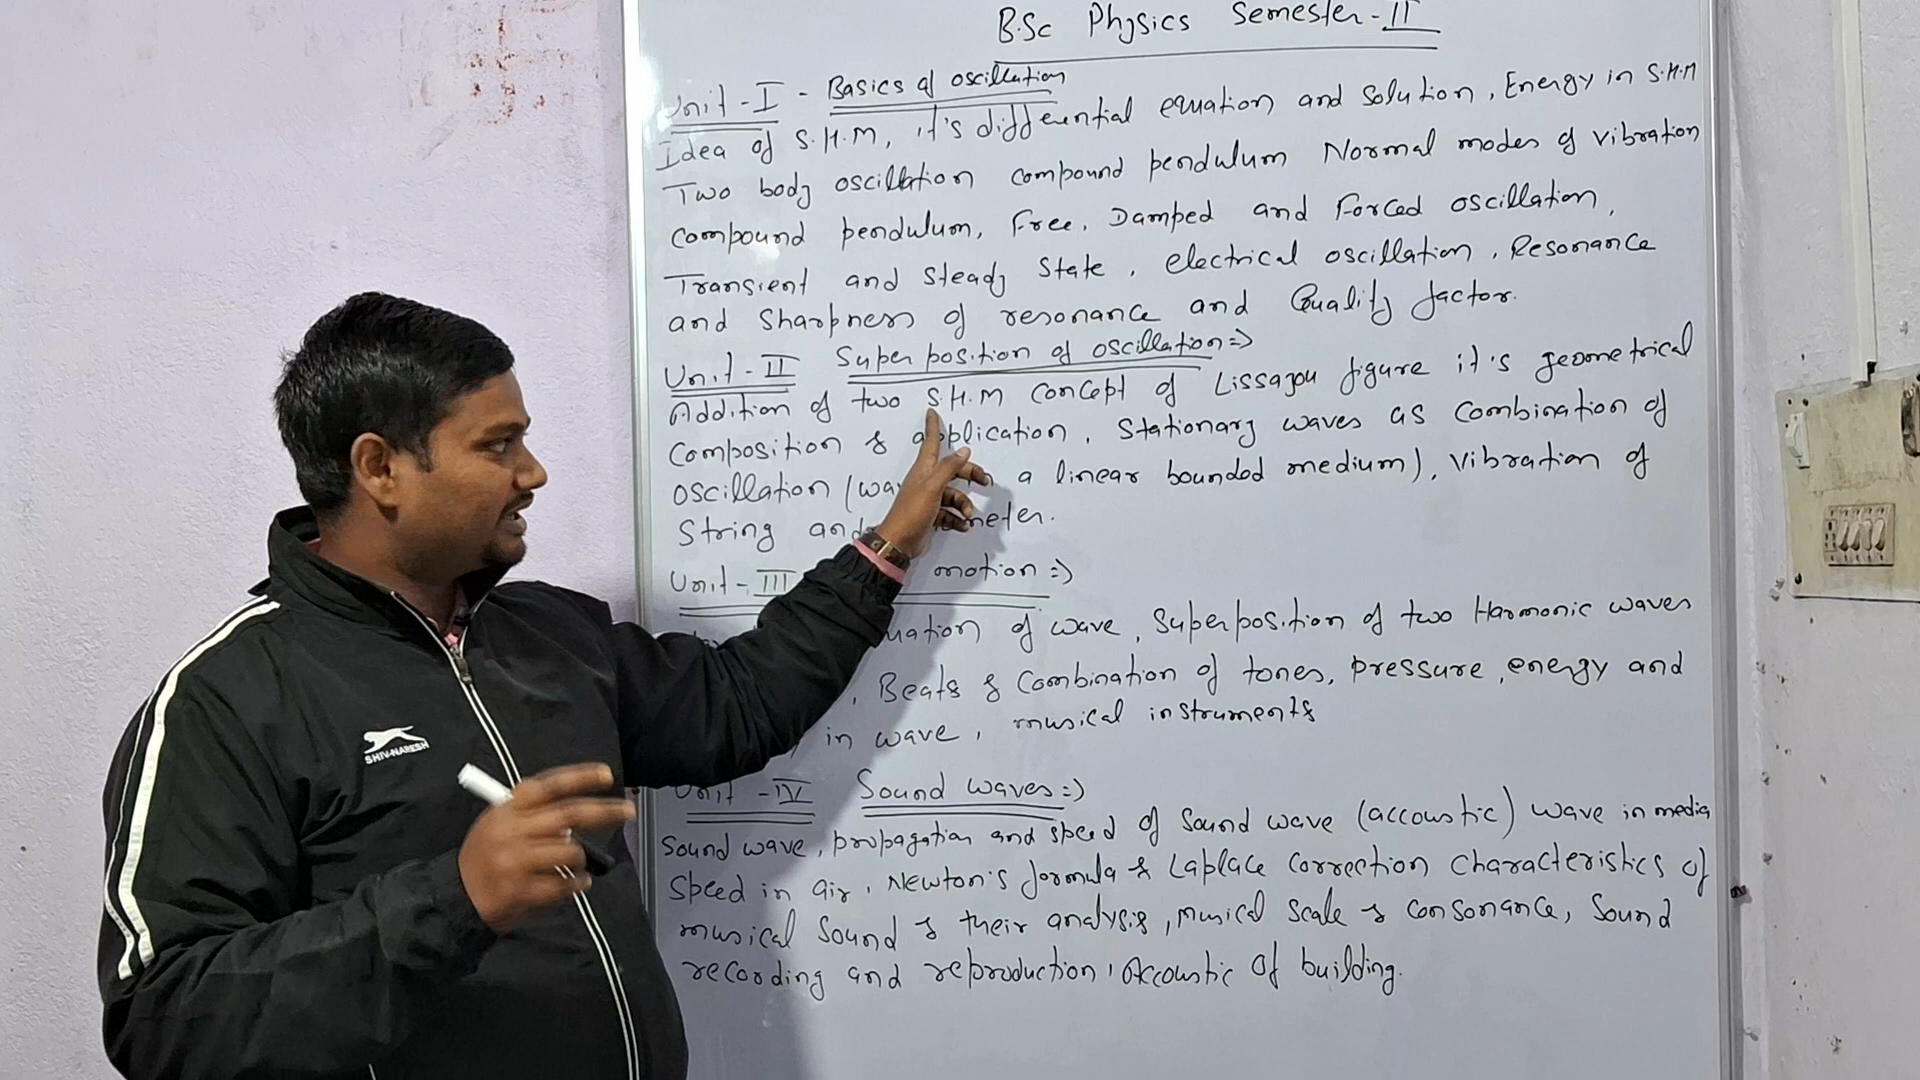 B.Sc Physics Semester-II
Unit-I - Basics of oscillation
Idea of S.H.M, it's differential equation and solution, Energy in S.H.M
Two body oscillation compound pendulum Normal modes of vibration
compound pendulum, Free, Damped and Forced oscillation,
Transient and Steady State, electrical oscillation, Resonance
and sharpness of resonance and Quality factor.
Unit-II Superposition of oscillation=>
Addition of two S.H.M concept of Lissajou figure it's geometrical
composition & application, Stationary waves as combination of
oscillation (wa a linear bounded medium), vibration of
String and meter.
Unit-III motion=>
uation of wave, Superposition of two Harmonic waves
, Beats & Combination of tones, pressure, energy and
in wave, musical instruments
Unit-IV Sound waves=>
Sound wave, propagation and speed of sound wave (accoustic) wave in media
Speed in air, Newton's formula & Laplace Correction Characteristics of
musical Sound & their analysis, musical Scale & Consonance, Sound
recording and reproduction, Accoustic of building.
SHIV-NARESH